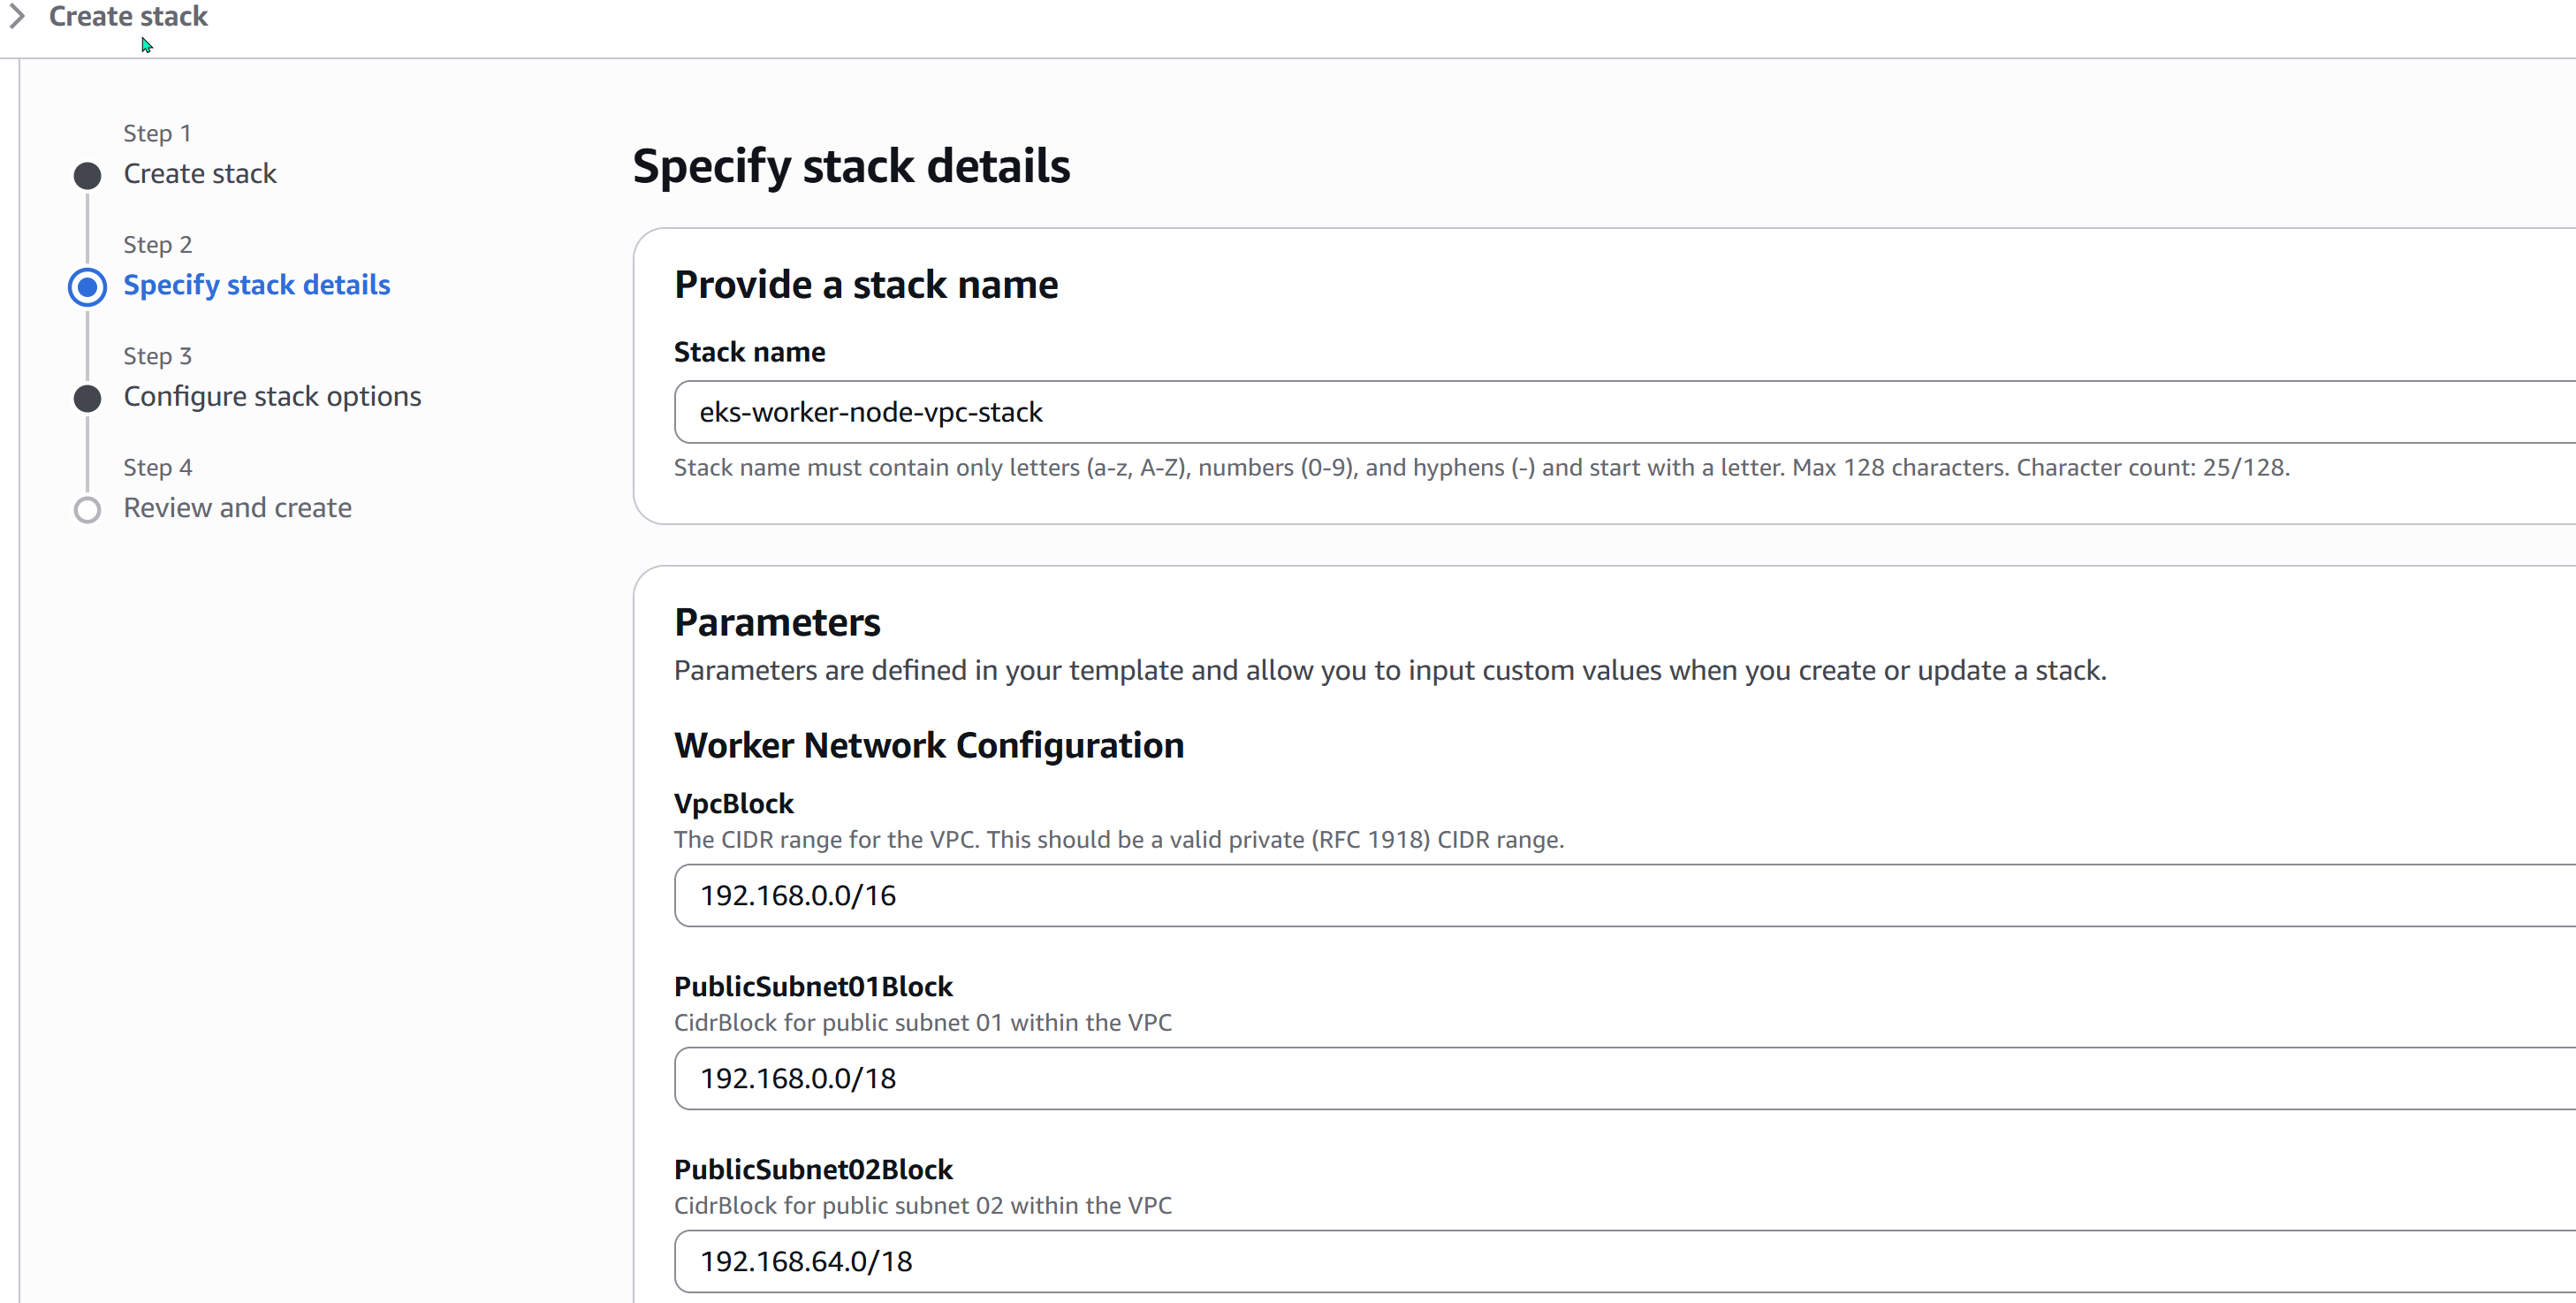 Create stack
Step 1
Create stack
Step 2
Specify stack details
Step 3
Configure stack options
Step 4
Review and create
Specify stack details
Provide a stack name
Stack name
eks-worker-node-vpc-stack
Stack name must contain only letters (a-z, A-Z), numbers (0-9), and hyphens (-) and start with a letter. Max 128 characters. Character count: 25/128.
Parameters
Parameters are defined in your template and allow you to input custom values when you create or update a stack.
Worker Network Configuration
VpcBlock
The CIDR range for the VPC. This should be a valid private (RFC 1918) CIDR range.
192.168.0.0/16
PublicSubnet01Block
CidrBlock for public subnet 01 within the VPC
192.168.0.0/18
PublicSubnet02Block
CidrBlock for public subnet 02 within the VPC
192.168.64.0/18